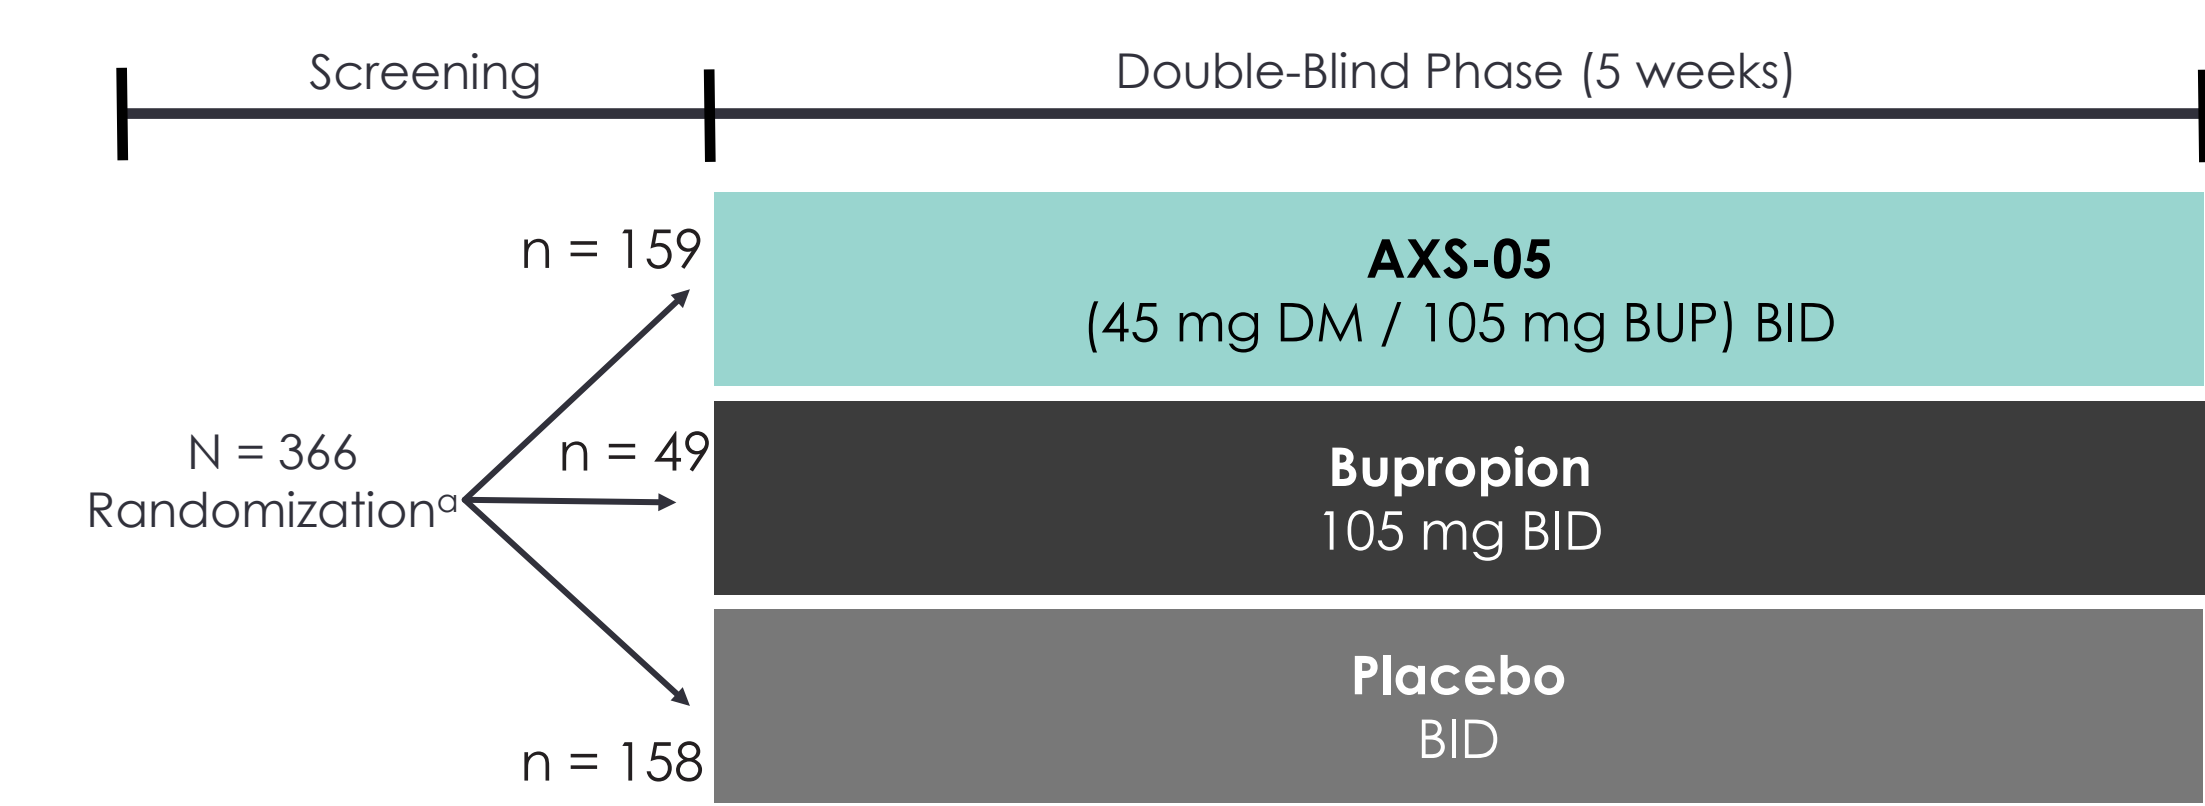 Screening
Double-Blind Phase (5 weeks)
n = 159
AXS-05
(45 mg DM / 105 mg BUP) BID
N = 366
Randomizationᵃ
n = 49
Bupropion
105 mg BID
n = 158
Placebo
BID